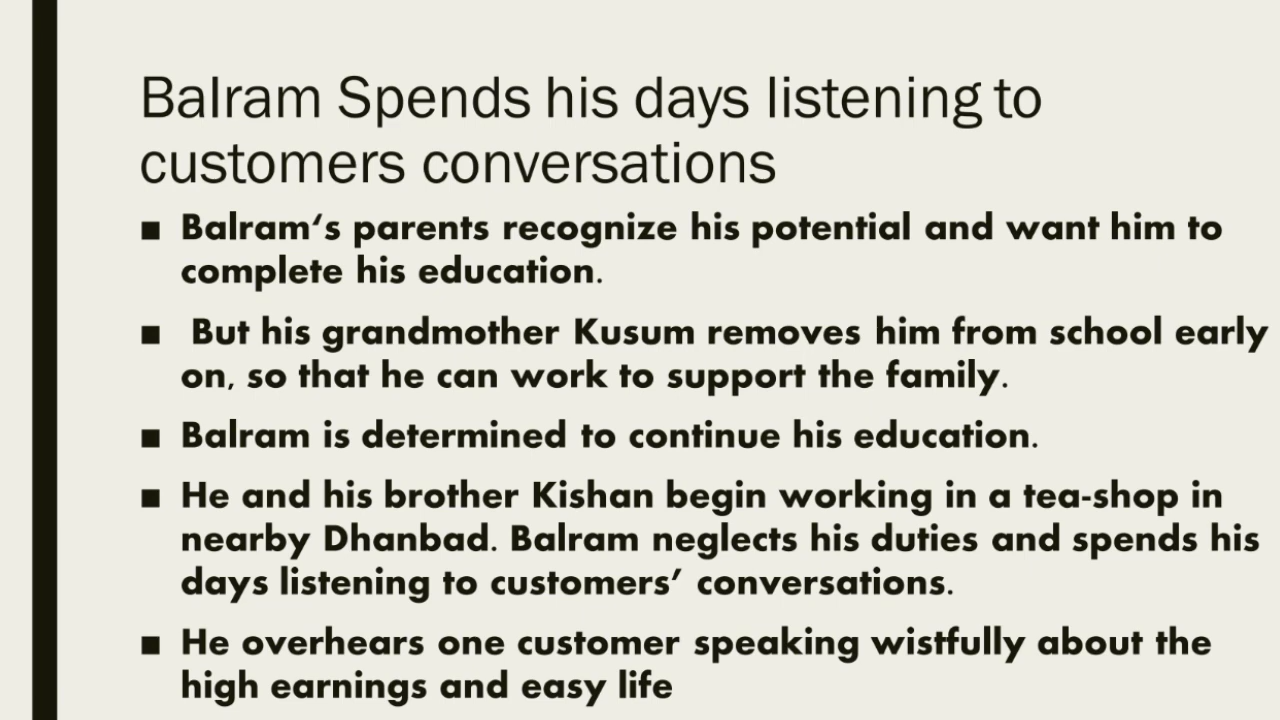 Balram Spends his days listening to
customers conversations
▪ Balram‘s parents recognize his potential and want him to
complete his education.
▪ But his grandmother Kusum removes him from school early
on, so that he can work to support the family.
▪ Balram is determined to continue his education.
▪ He and his brother Kishan begin working in a tea-shop in
nearby Dhanbad. Balram neglects his duties and spends his
days listening to customers’ conversations.
▪ He overhears one customer speaking wistfully about the
high earnings and easy life